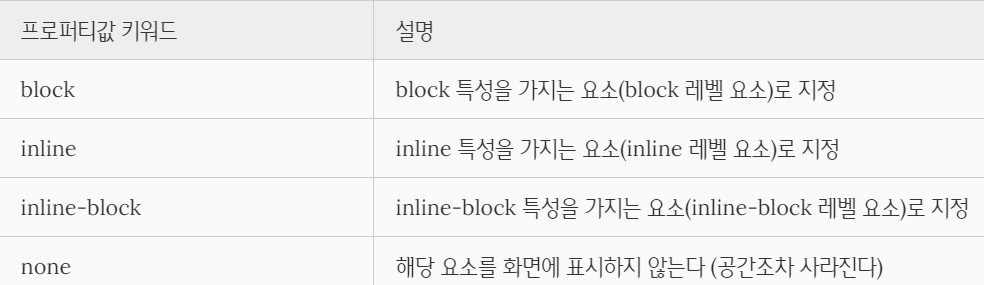 프로퍼티값 키워드 설명
block block 특성을 가지는 요소(block 레벨 요소)로 지정
inline inline 특성을 가지는 요소(inline 레벨 요소)로 지정
inline-block inline-block 특성을 가지는 요소(inline-block 레벨 요소)로 지정
none 해당 요소를 화면에 표시하지 않는다 (공간조차 사라진다)